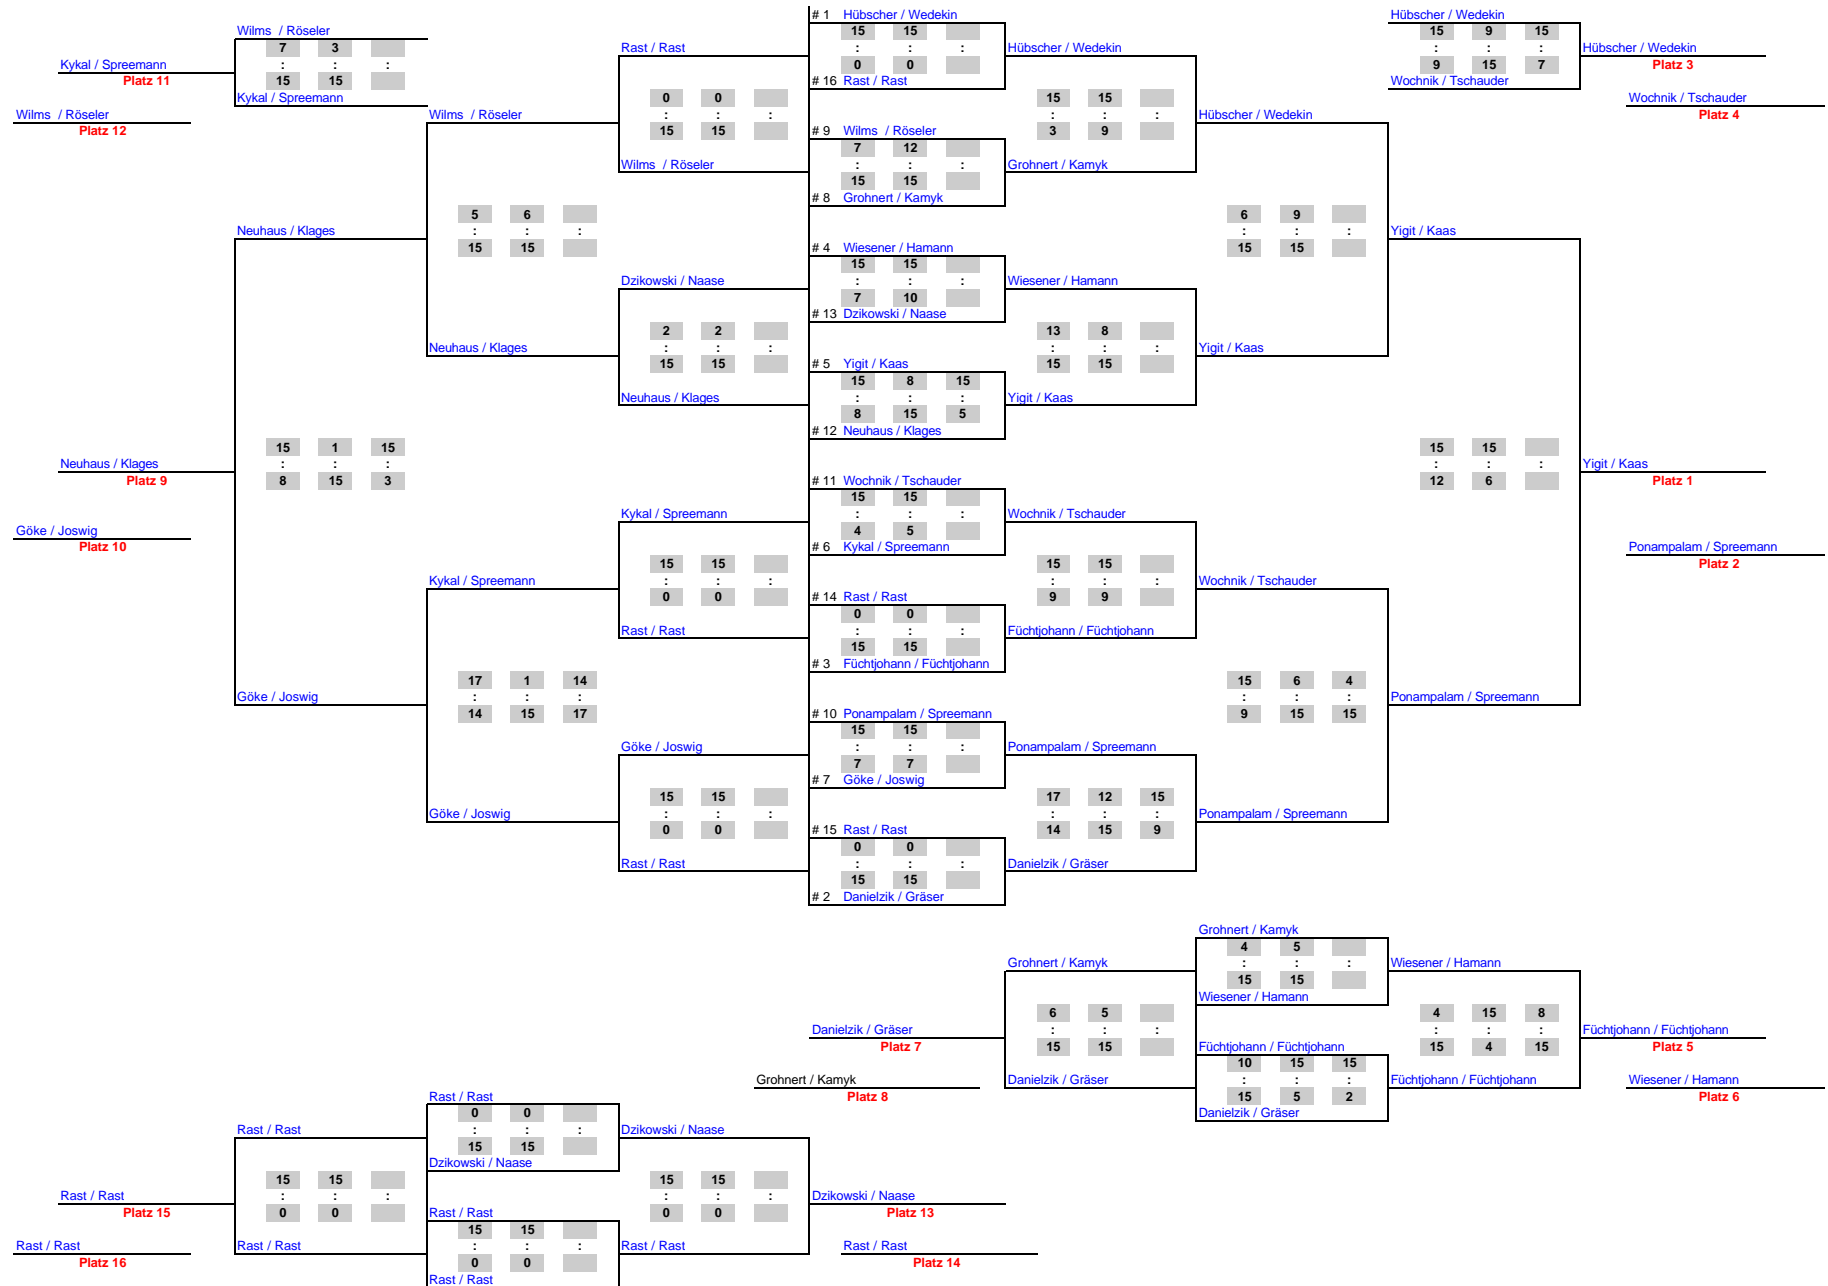 # 1 Hübscher / Wedekin
Hübscher / Wedekin
Wilms / Röseler
15 15
15 9 15
7 3
Rast / Rast
: : :
Hübscher / Wedekin
: : :
Hübscher / Wedekin
Kykal / Spreemann
: : :
0 0
9 15 7
Platz 3
Platz 11
15 15
# 16 Rast / Rast
Wochnik / Tschauder
Kykal / Spreemann
0 0
15 15
Wochnik / Tschauder
Wilms / Röseler
Wilms / Röseler
: : :
: : :
Hübscher / Wedekin
Platz 4
Platz 12
15 15
# 9 Wilms / Röseler
3 9
7 12
Wilms / Röseler
: : :
Grohnert / Kamyk
15 15
# 8 Grohnert / Kamyk
5 6
6 9
Neuhaus / Klages
: : :
: : :
Yigit / Kaas
15 15
# 4 Wiesener / Hamann
15 15
15 15
Dzikowski / Naase
: : :
Wiesener / Hamann
7 10
# 13 Dzikowski / Naase
2 2
13 8
Neuhaus / Klages
: : :
: : :
Yigit / Kaas
15 15
# 5 Yigit / Kaas
15 15
15 8 15
Neuhaus / Klages
: : :
Yigit / Kaas
8 15 5
# 12 Neuhaus / Klages
15 1 15
15 15
Neuhaus / Klages
: : :
: : :
Yigit / Kaas
Platz 9
8 15 3
# 11 Wochnik / Tschauder
12 6
Platz 1
15 15
Kykal / Spreemann
: : :
Wochnik / Tschauder
Göke / Joswig
4 5
Platz 10
# 6 Kykal / Spreemann
Ponampalam / Spreemann
Platz 2
15 15
15 15
Kykal / Spreemann
: : :
: : :
Wochnik / Tschauder
0 0
# 14 Rast / Rast
9 9
0 0
Rast / Rast
: : :
Füchtjohann / Füchtjohann
15 15
# 3 Füchtjohann / Füchtjohann
17 1 14
15 6 4
Göke / Joswig
: : :
: : :
Ponampalam / Spreemann
14 15 17
# 10 Ponampalam / Spreemann
9 15 15
15 15
Göke / Joswig
: : :
Ponampalam / Spreemann
7 7
# 7 Göke / Joswig
15 15
17 12 15
Göke / Joswig
: : :
: : :
Ponampalam / Spreemann
0 0
# 15 Rast / Rast
14 15 9
0 0
Rast / Rast
: : :
Danielzik / Gräser
15 15
# 2 Danielzik / Gräser
Grohnert / Kamyk
4 5
Grohnert / Kamyk
: : :
Wiesener / Hamann
15 15
Wiesener / Hamann
6 5
4 15 8
Danielzik / Gräser
: : :
: : :
Füchtjohann / Füchtjohann
Platz 7
15 15
Füchtjohann / Füchtjohann
15 4 15
Platz 5
10 15 15
Grohnert / Kamyk
Danielzik / Gräser
: : :
Füchtjohann / Füchtjohann
Wiesener / Hamann
Platz 8
15 5 2
Platz 6
Rast / Rast
Danielzik / Gräser
0 0
Rast / Rast
: : :
Dzikowski / Naase
15 15
Dzikowski / Naase
15 15
15 15
Rast / Rast
: : :
: : :
Dzikowski / Naase
Platz 15
0 0
Rast / Rast
0 0
Platz 13
15 15
Rast / Rast
Rast / Rast
: : :
Rast / Rast
Rast / Rast
Platz 16
0 0
Platz 14
Rast / Rast